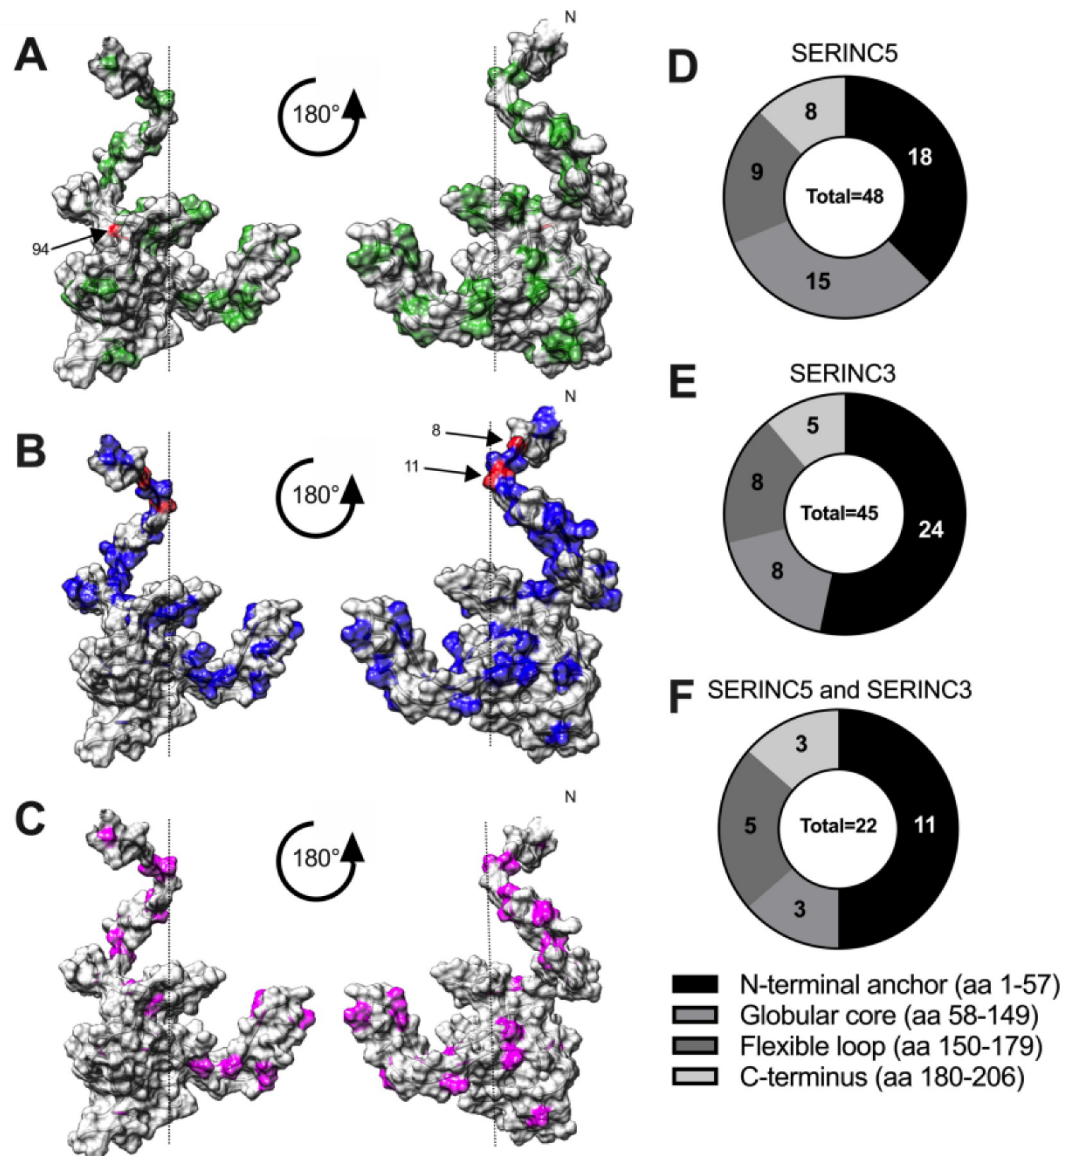 A
180°
N
94
B
180°
N
8
11
C
180°
N
D
SERINC5
8
18
9
Total=48
15
E
SERINC3
5
8
Total=45
24
8
F
SERINC5 and SERINC3
3
5
Total=22
11
3
N-terminal anchor (aa 1-57)
Globular core (aa 58-149)
Flexible loop (aa 150-179)
C-terminus (aa 180-206)